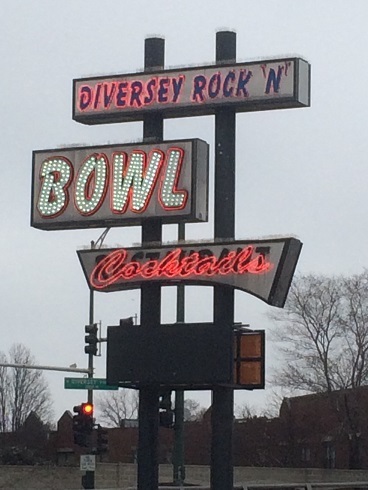 DIVERSEY ROCK "N"
BOWL
Cocktails